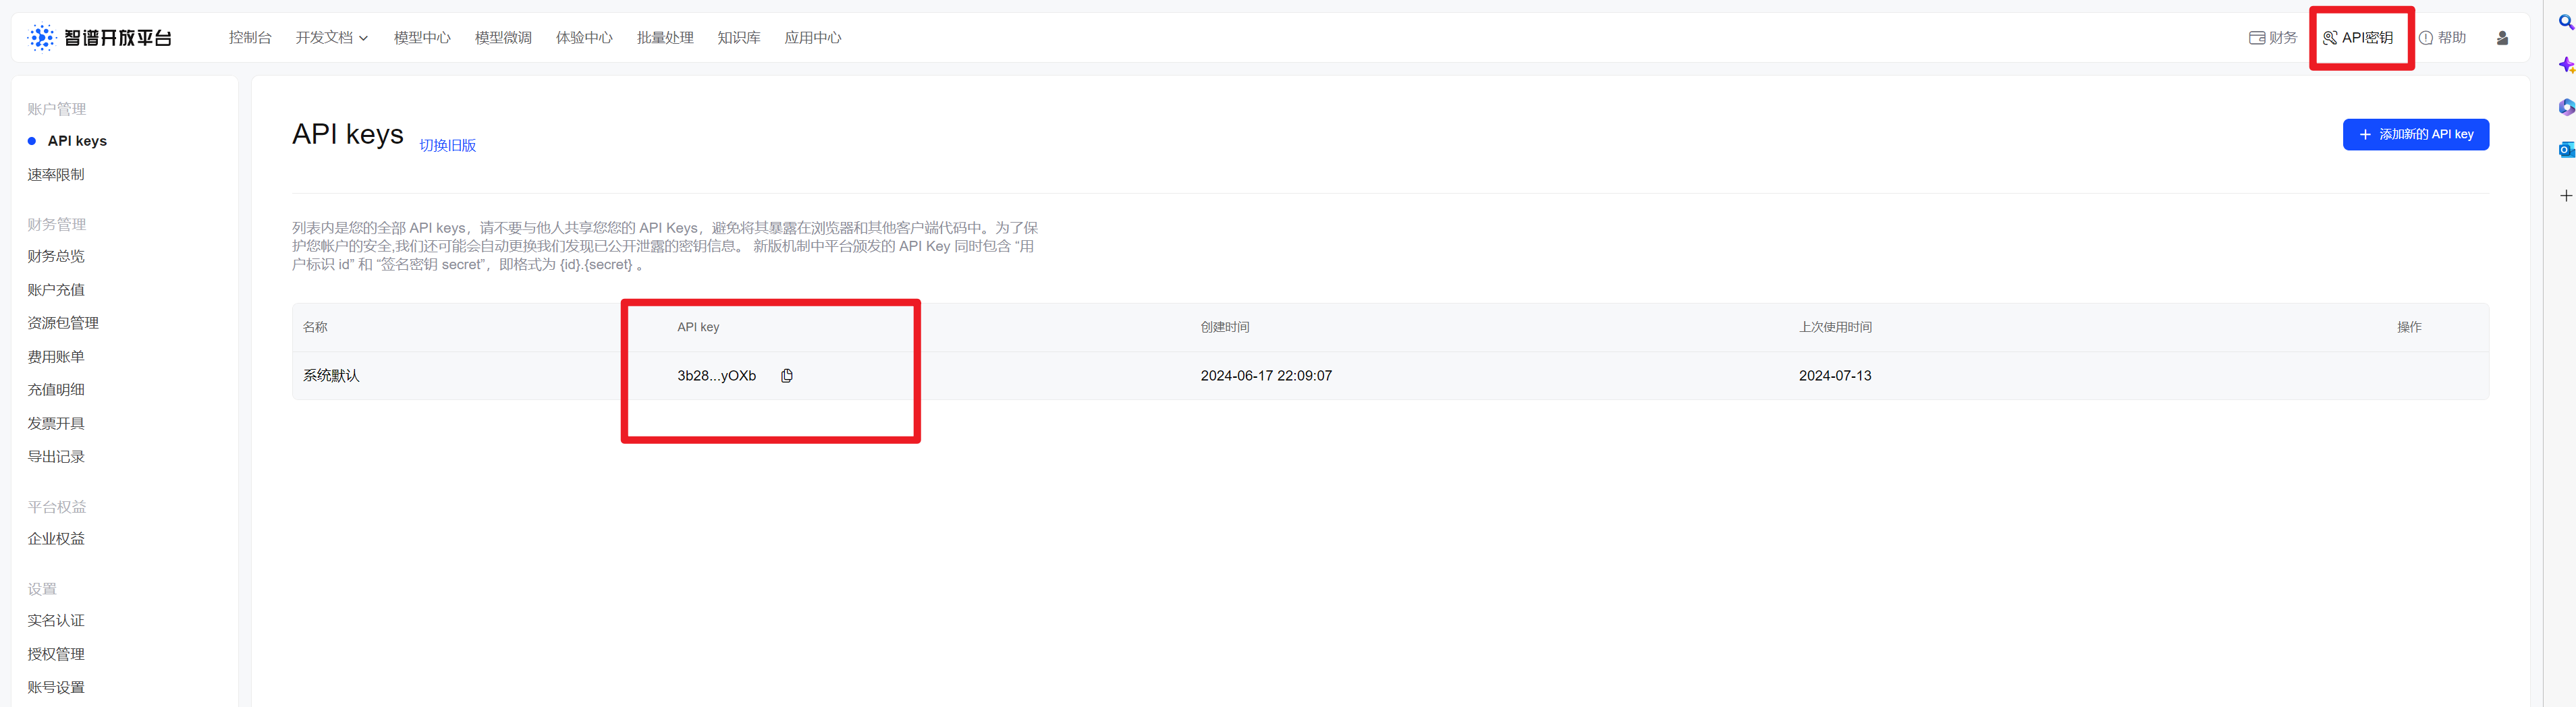 智谱开放平台
控制台 开发文档 模型中心 模型微调 体验中心 批量处理 知识库 应用中心 财务 API密钥 帮助
账户管理
API keys
速率限制
财务管理
财务总览
账户充值
资源包管理
费用账单
充值明细
发票开具
导出记录
平台权益
企业权益
设置
实名认证
授权管理
账号设置
API keys 切换旧版
添加新的 API key
列表内是您的全部 API keys，请不要与他人共享您您的 API Keys，避免将其暴露在浏览器和其他客户端代码中。为了保
护您帐户的安全,我们还可能会自动更换我们发现已公开泄露的密钥信息。 新版机制中平台颁发的 API Key 同时包含 “用
户标识 id” 和 “签名密钥 secret”，即格式为 {id}.{secret} 。
名称 API key 创建时间 上次使用时间 操作
系统默认 3b28...yOXb 2024-06-17 22:09:07 2024-07-13